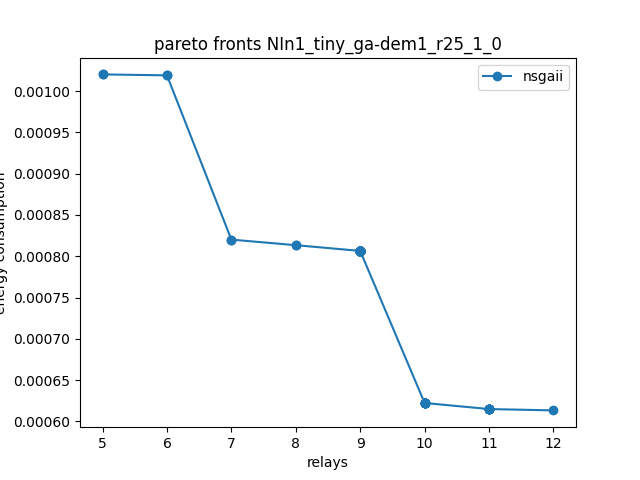 pareto fronts NIn1_tiny_ga-dem1_r25_1_0
nsgaii
0.00100
0.00095
0.00090
0.00085
0.00080
0.00075
0.00070
0.00065
0.00060
energy consumption
5 6 7 8 9 10 11 12
relays